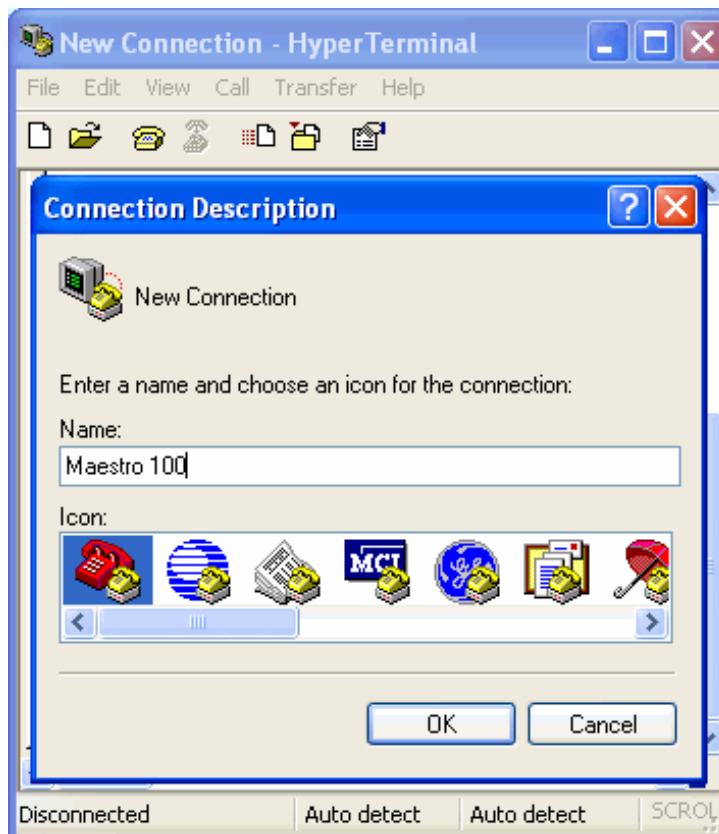 New Connection - HyperTerminal
File Edit View Call Transfer Help
Connection Description
New Connection
Enter a name and choose an icon for the connection:
Name:
Maestro 100
Icon:
MCI
OK Cancel
Disconnected Auto detect Auto detect SCROL